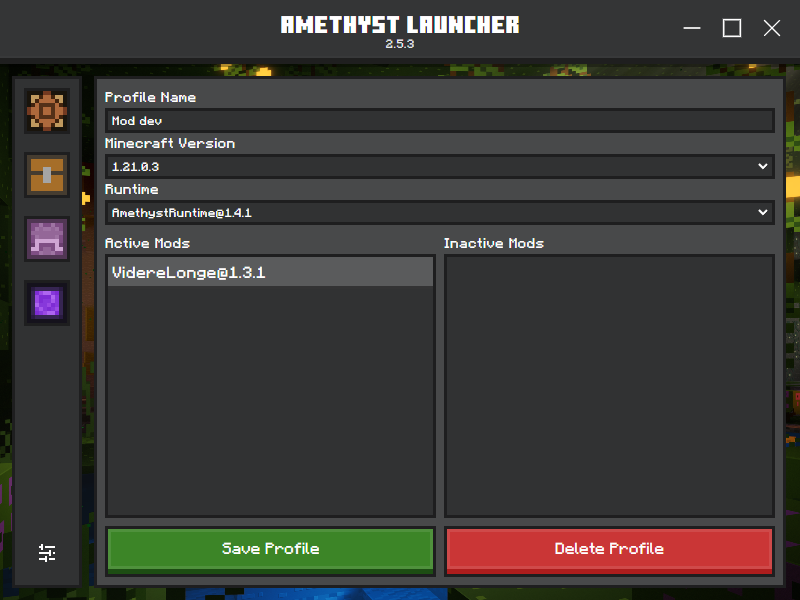 AMETHYST LAUNCHER
2.5.3
Profile Name
Mod dev
Minecraft Version
1.21.0.3
Runtime
AmethystRuntime@1.4.1
Active Mods
Inactive Mods
VidereLonge@1.3.1
Save Profile
Delete Profile